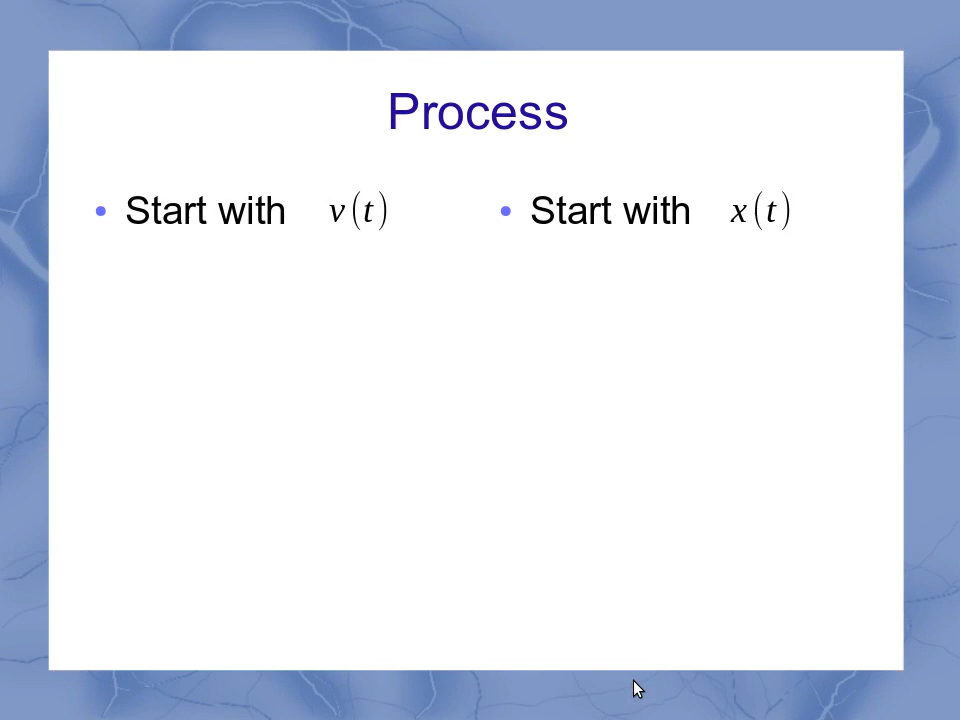 Process
• Start with v(t)
• Start with x(t)